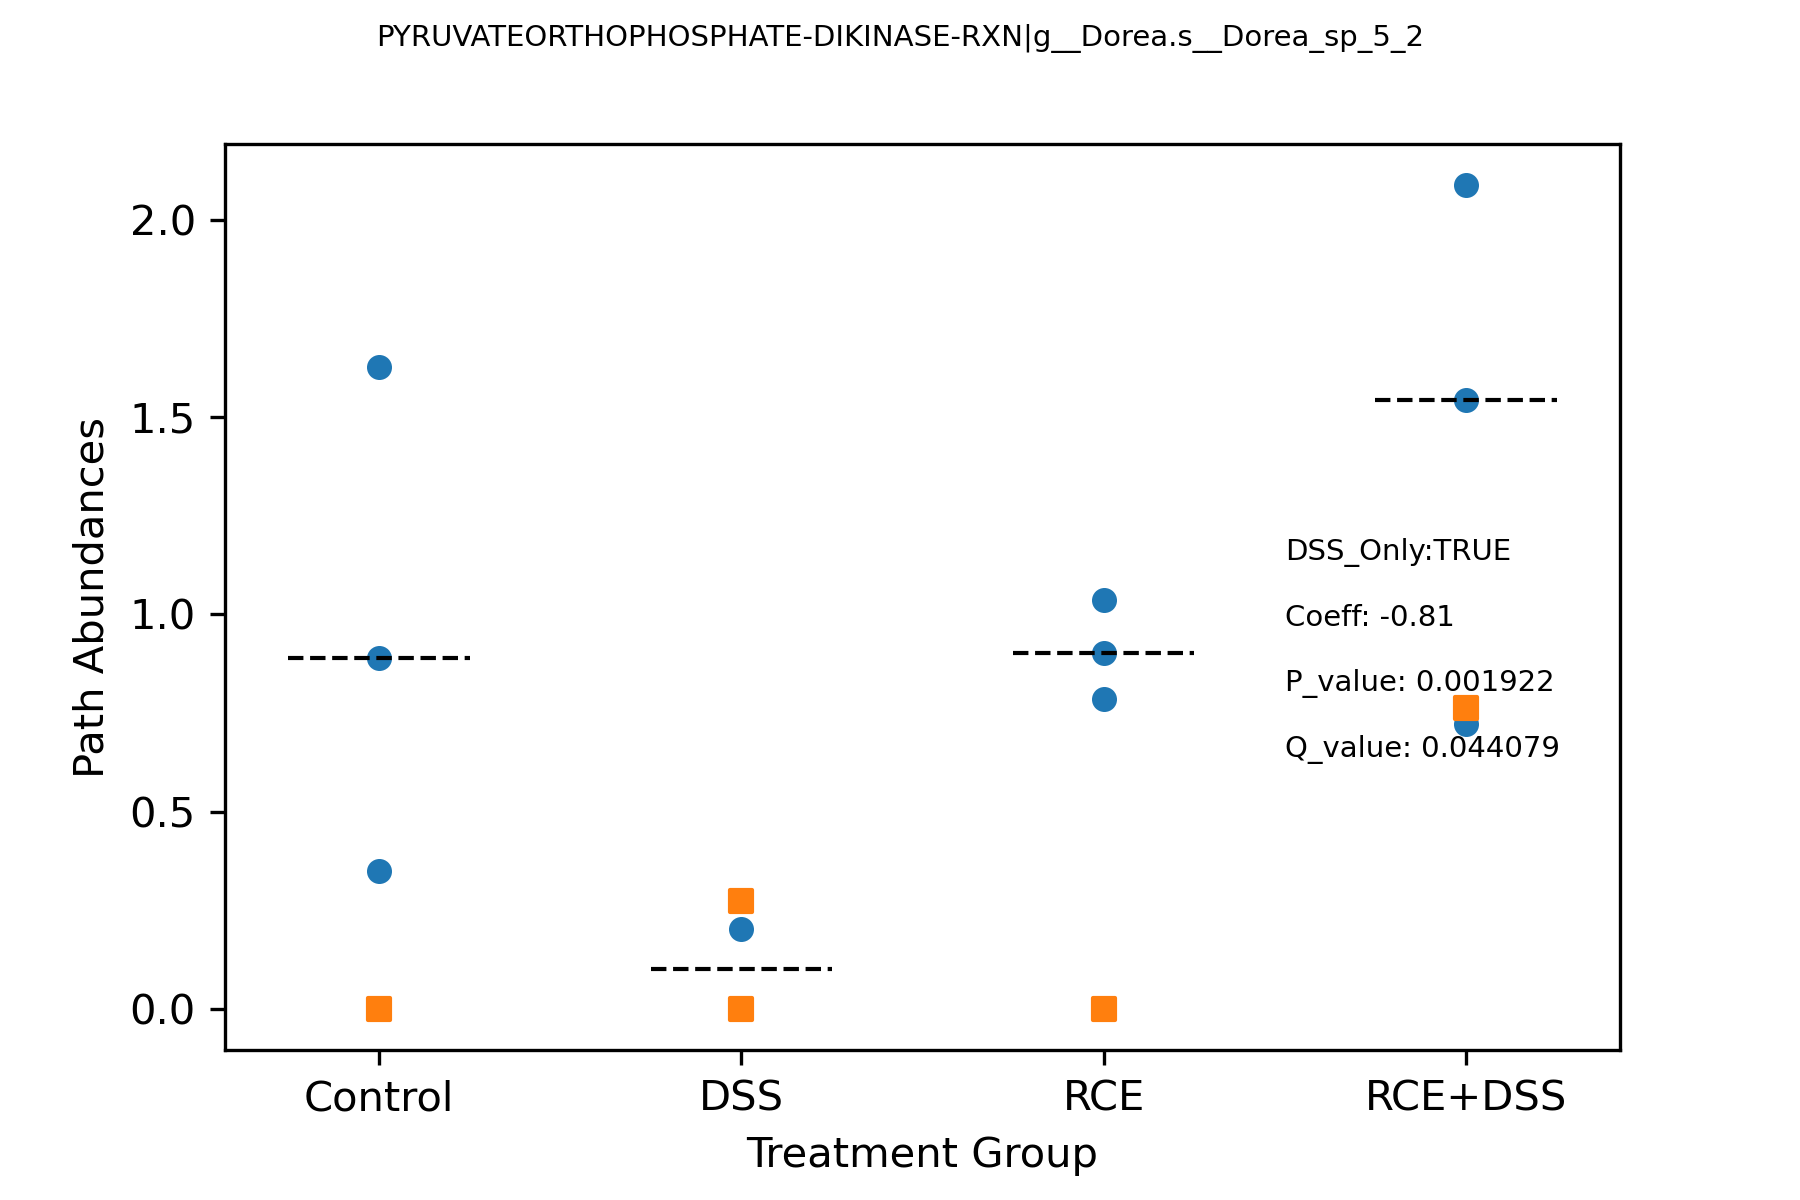 PYRUVATEORTHOPHOSPHATE-DIKINASE-RXN|g__Dorea.s__Dorea_sp_5_2
Path Abundances
2.0
1.5
1.0
0.5
0.0
DSS_Only:TRUE
Coeff: -0.81
P_value: 0.001922
Q_value: 0.044079
Control
DSS
RCE
RCE+DSS
Treatment Group